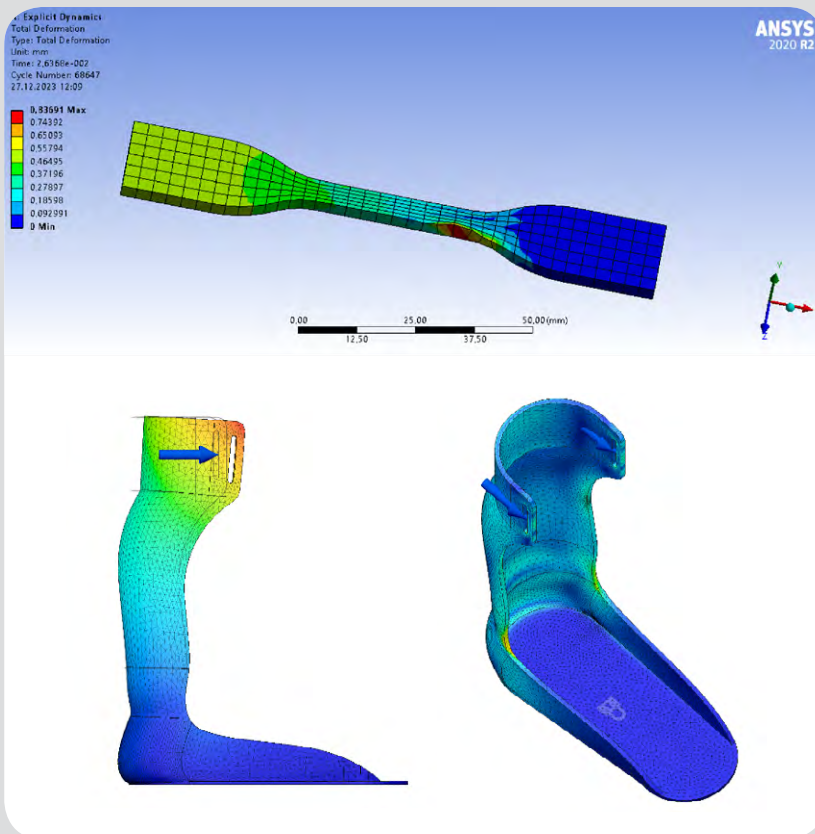 Explicit Dynamics
Total Deformation
Type: Total Deformation
Unit: mm
Time: 2,6368e-002
Cycle Number: 68647
27.12.2023 12:09
0,83691 Max
0,74392
0,65093
0,55794
0,46495
0,37196
0,27897
0,18598
0,092991
0 Min
ANSYS
2020 R2
0,00
25,00
50,00 (mm)
12,50
37,50
Y
Z